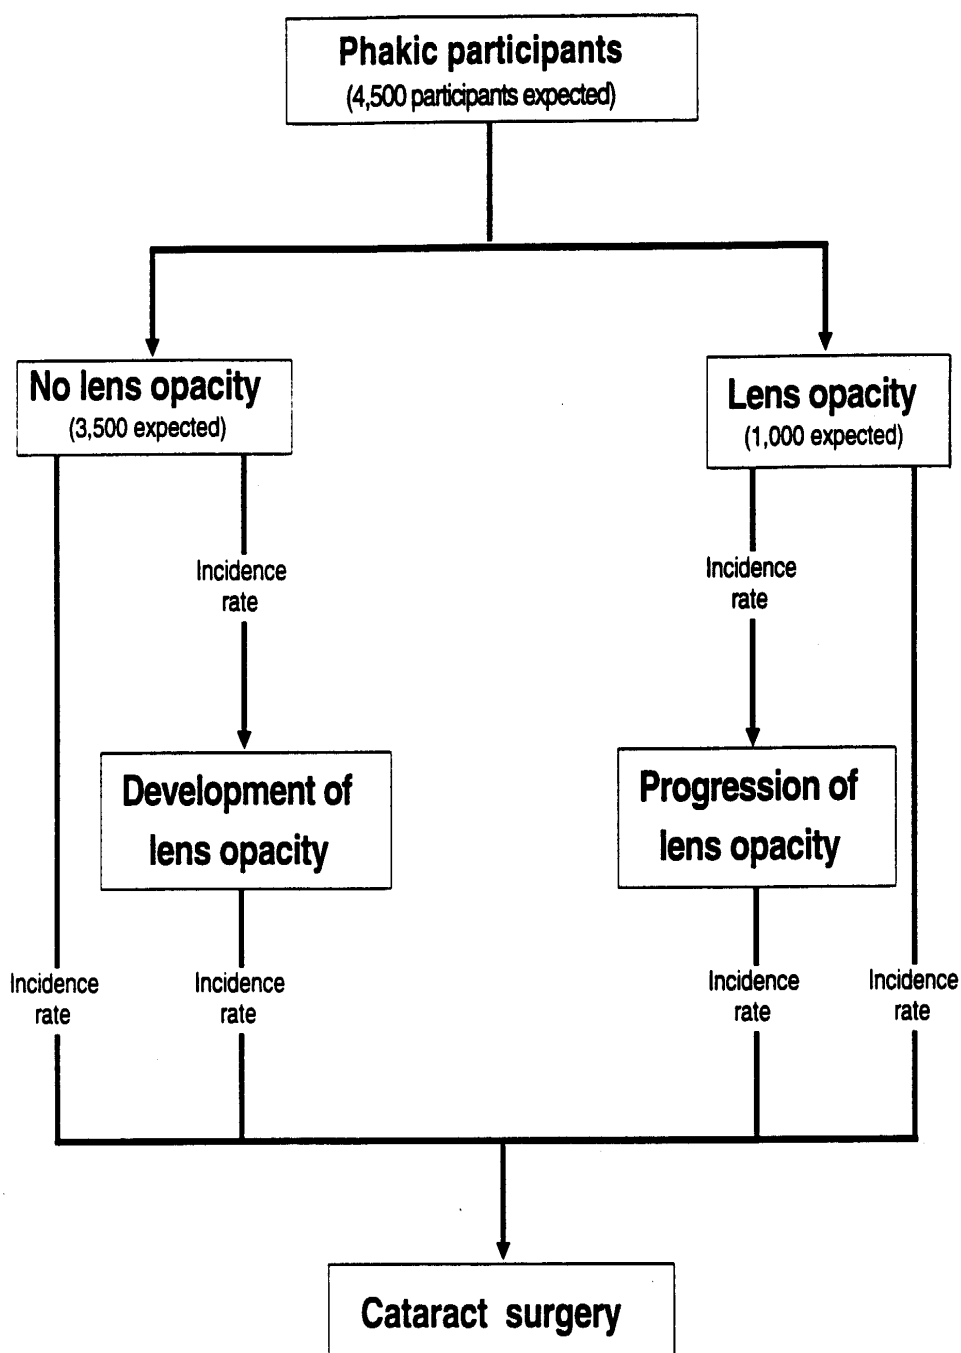 Phakic participants
(4,500 participants expected)
No lens opacity
(3,500 expected)
Lens opacity
(1,000 expected)
Incidence
rate
Incidence
rate
Development of
lens opacity
Progression of
lens opacity
Incidence
rate
Incidence
rate
Incidence
rate
Incidence
rate
Cataract surgery